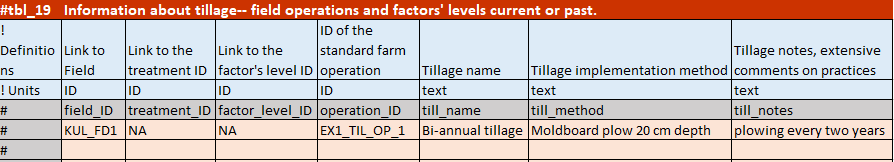 #tbl_19 Information about tillage-- field operations and factors' levels current or past.
! Definitions Link to Field Link to the treatment ID Link to the factor's level ID ID of the standard farm operation Tillage name Tillage implementation method Tillage notes, extensive comments on practices
! Units ID ID ID ID text text text
# field_ID treatment_ID factor_level_ID operation_ID till_name till_method till_notes
# KUL_FD1 NA NA EX1_TIL_OP_1 Bi-annual tillage Moldboard plow 20 cm depth plowing every two years
#